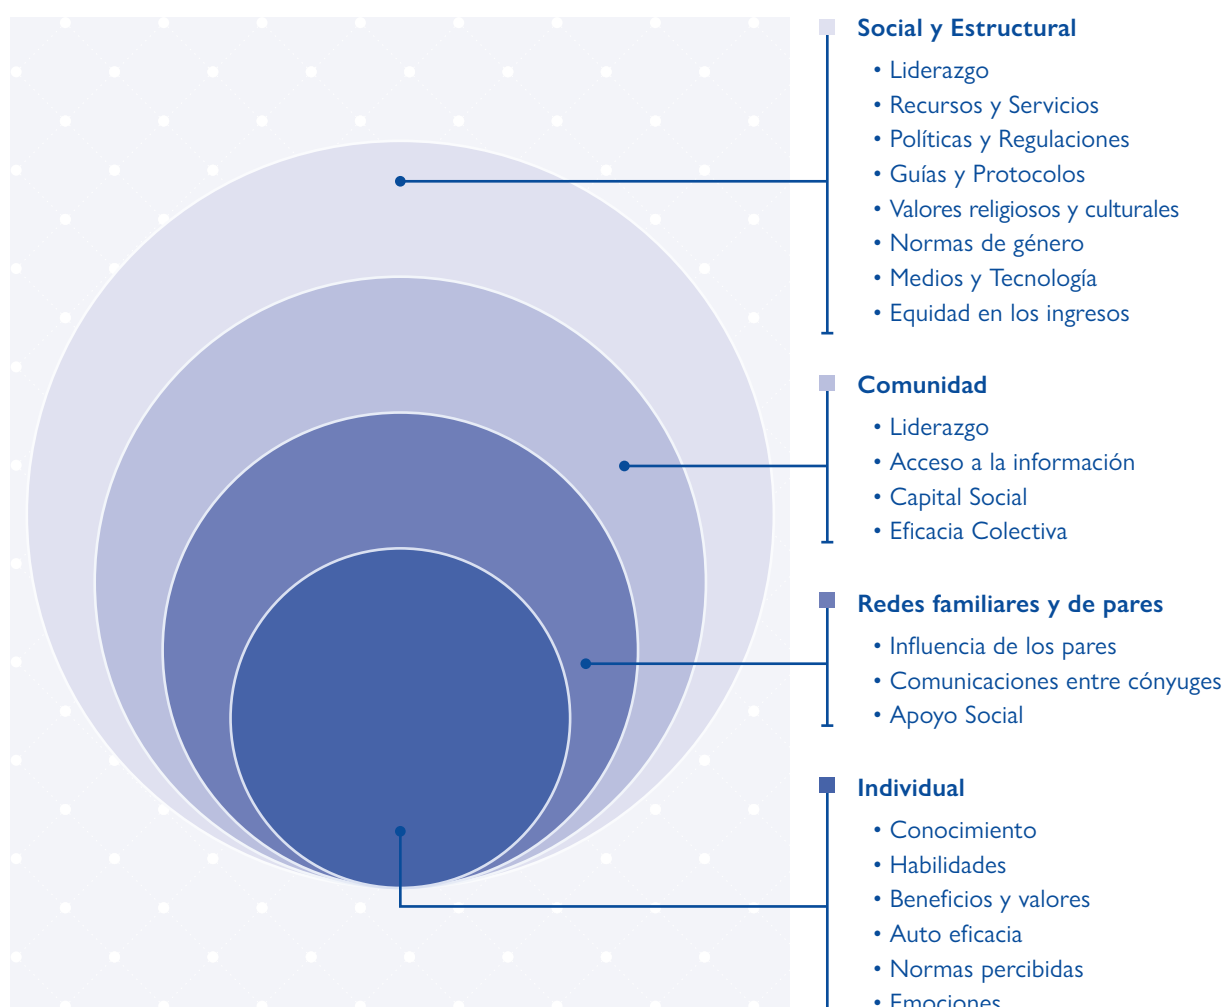 Social y Estructural
• Liderazgo
• Recursos y Servicios
• Políticas y Regulaciones
• Guías y Protocolos
• Valores religiosos y culturales
• Normas de género
• Medios y Tecnología
• Equidad en los ingresos
Comunidad
• Liderazgo
• Acceso a la información
• Capital Social
• Eficacia Colectiva
Redes familiares y de pares
• Influencia de los pares
• Comunicaciones entre cónyuges
• Apoyo Social
Individual
• Conocimiento
• Habilidades
• Beneficios y valores
• Auto eficacia
• Normas percibidas
• Emociones